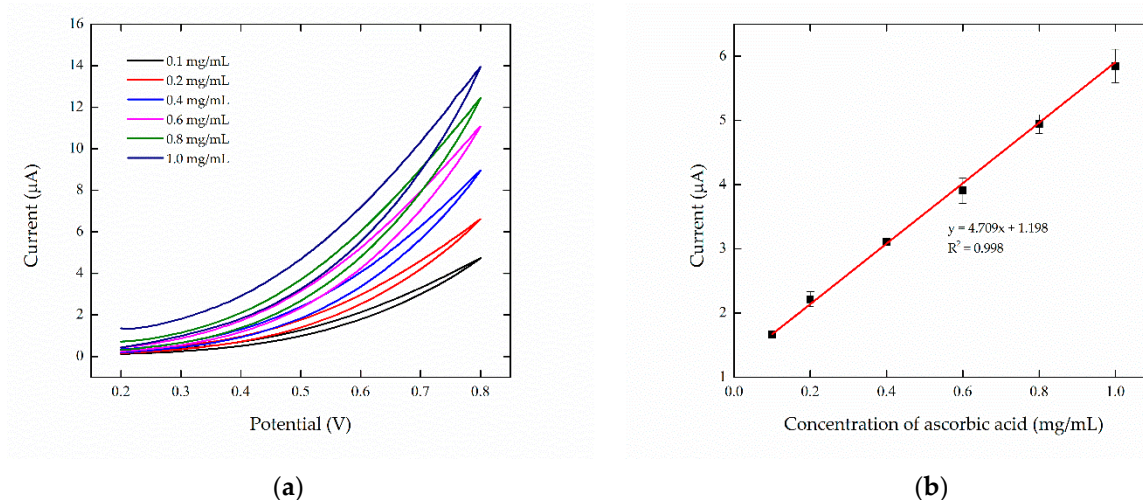 16
14
12
10
8
6
4
2
0
Current (µA)
0.1 mg/mL
0.2 mg/mL
0.4 mg/mL
0.6 mg/mL
0.8 mg/mL
1.0 mg/mL
0.2 0.3 0.4 0.5 0.6 0.7 0.8
Potential (V)
(a)
6
5
4
3
2
1
Current (µA)
y = 4.709x + 1.198
R² = 0.998
0.0 0.2 0.4 0.6 0.8 1.0
Concentration of ascorbic acid (mg/mL)
(b)